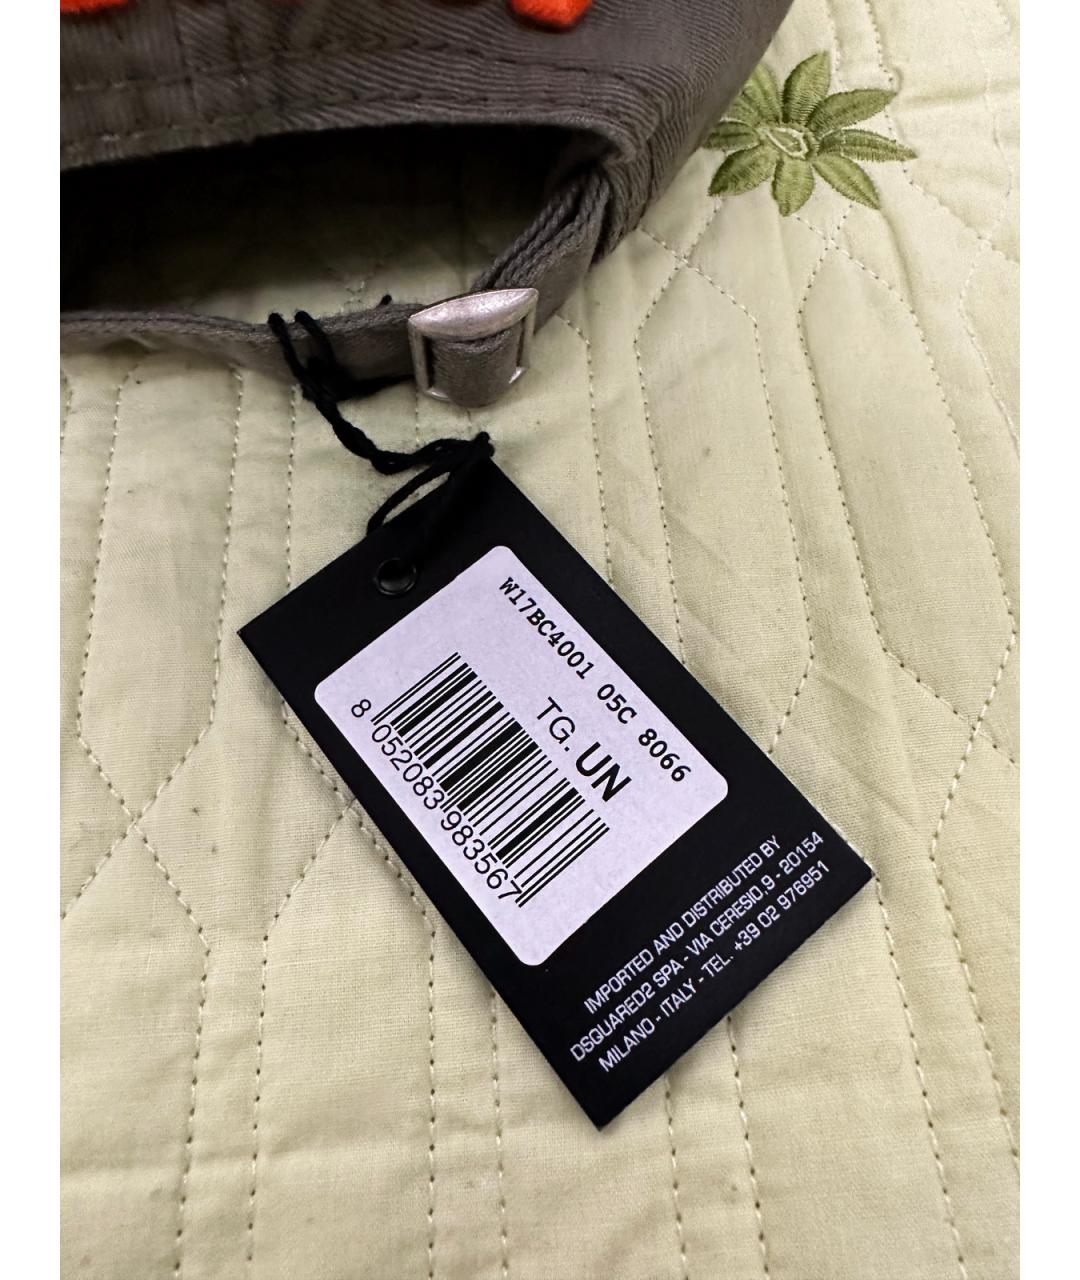 W17BC4001 05C 8066
TG. UN
8 052083 983567
IMPORTED AND DISTRIBUTED BY
DSQUARED2 SPA - VIA CERESIO,9 - 20154
MILANO - ITALY - TEL. +39 02 976951